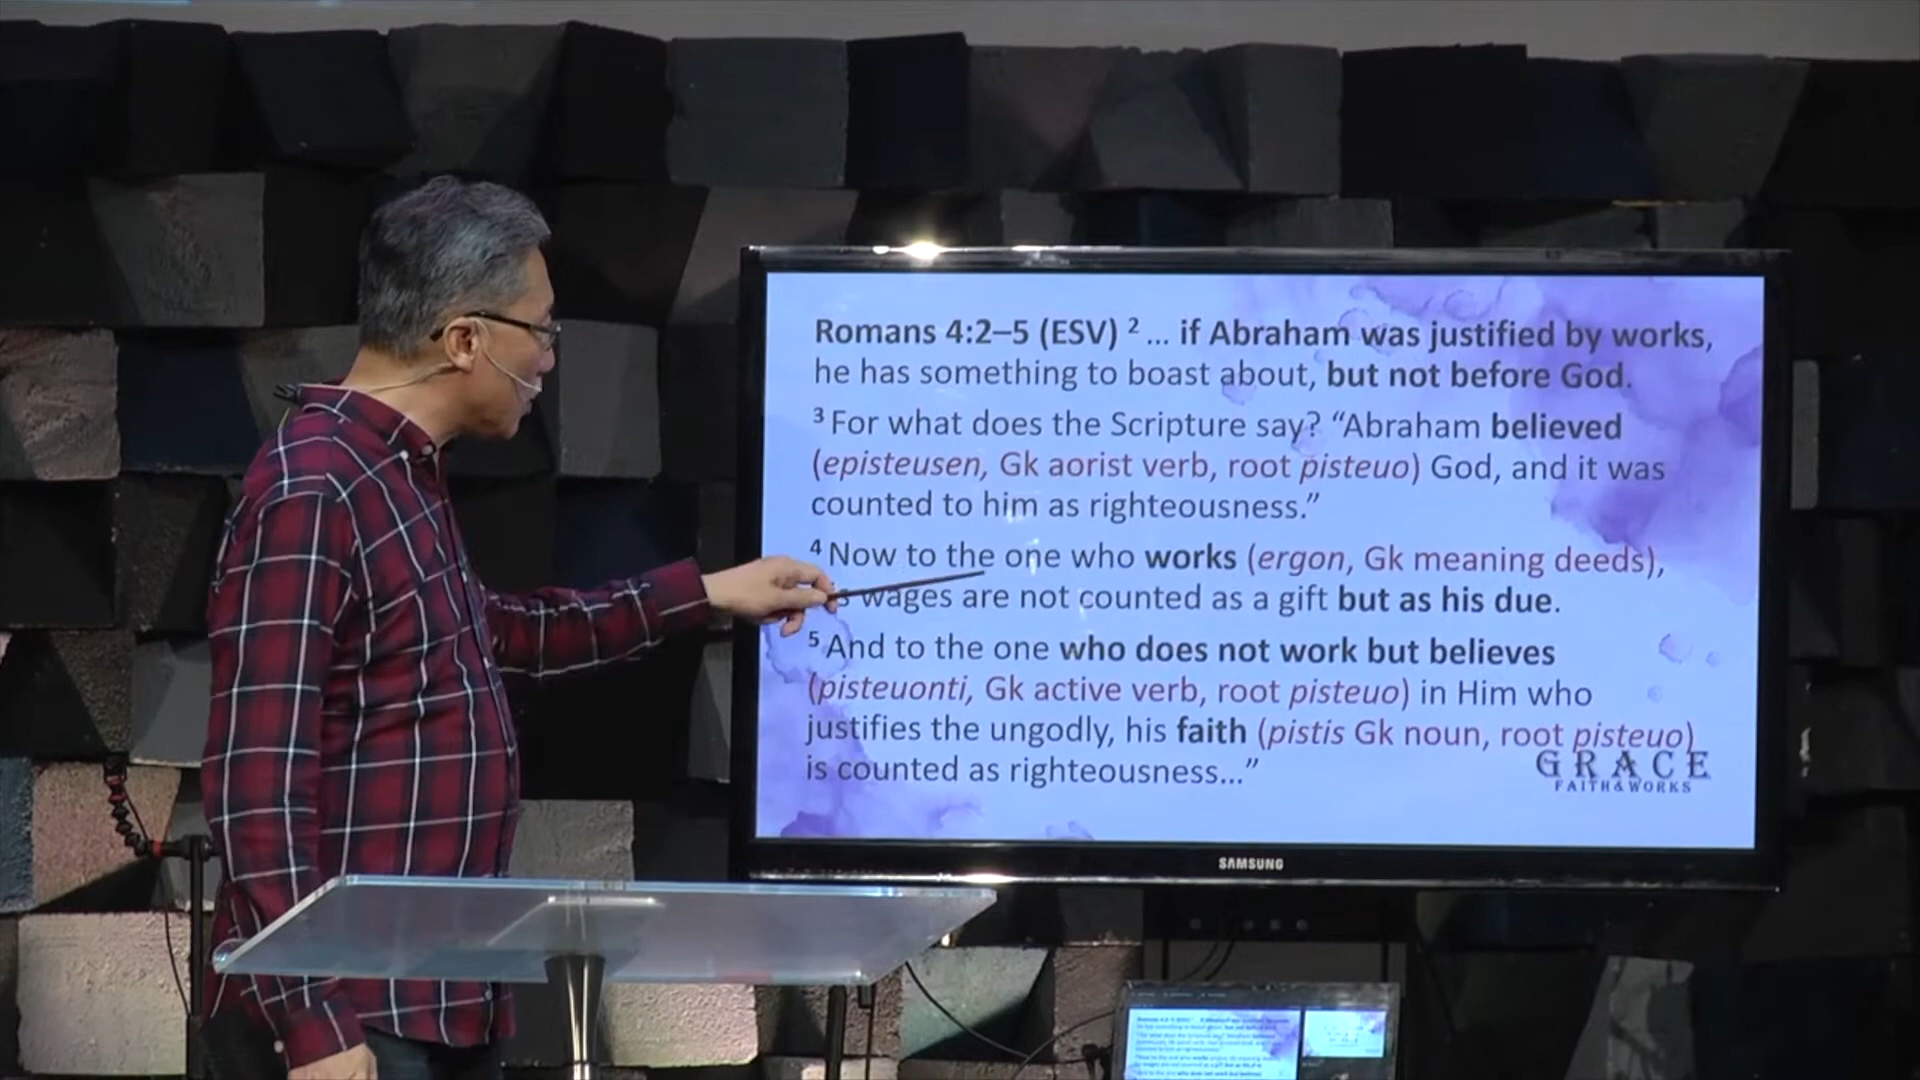 Romans 4:2–5 (ESV) ² ... if Abraham was justified by works,
he has something to boast about, but not before God.
³ For what does the Scripture say? “Abraham believed
(episteusen, Gk aorist verb, root pisteuo) God, and it was
counted to him as righteousness.”
⁴ Now to the one who works (ergon, Gk meaning deeds),
wages are not counted as a gift but as his due.
⁵ And to the one who does not work but believes
(pisteuonti, Gk active verb, root pisteuo) in Him who
justifies the ungodly, his faith (pistis Gk noun, root pisteuo)
is counted as righteousness...”
GRACE
FAITH & WORKS
SAMSUNG